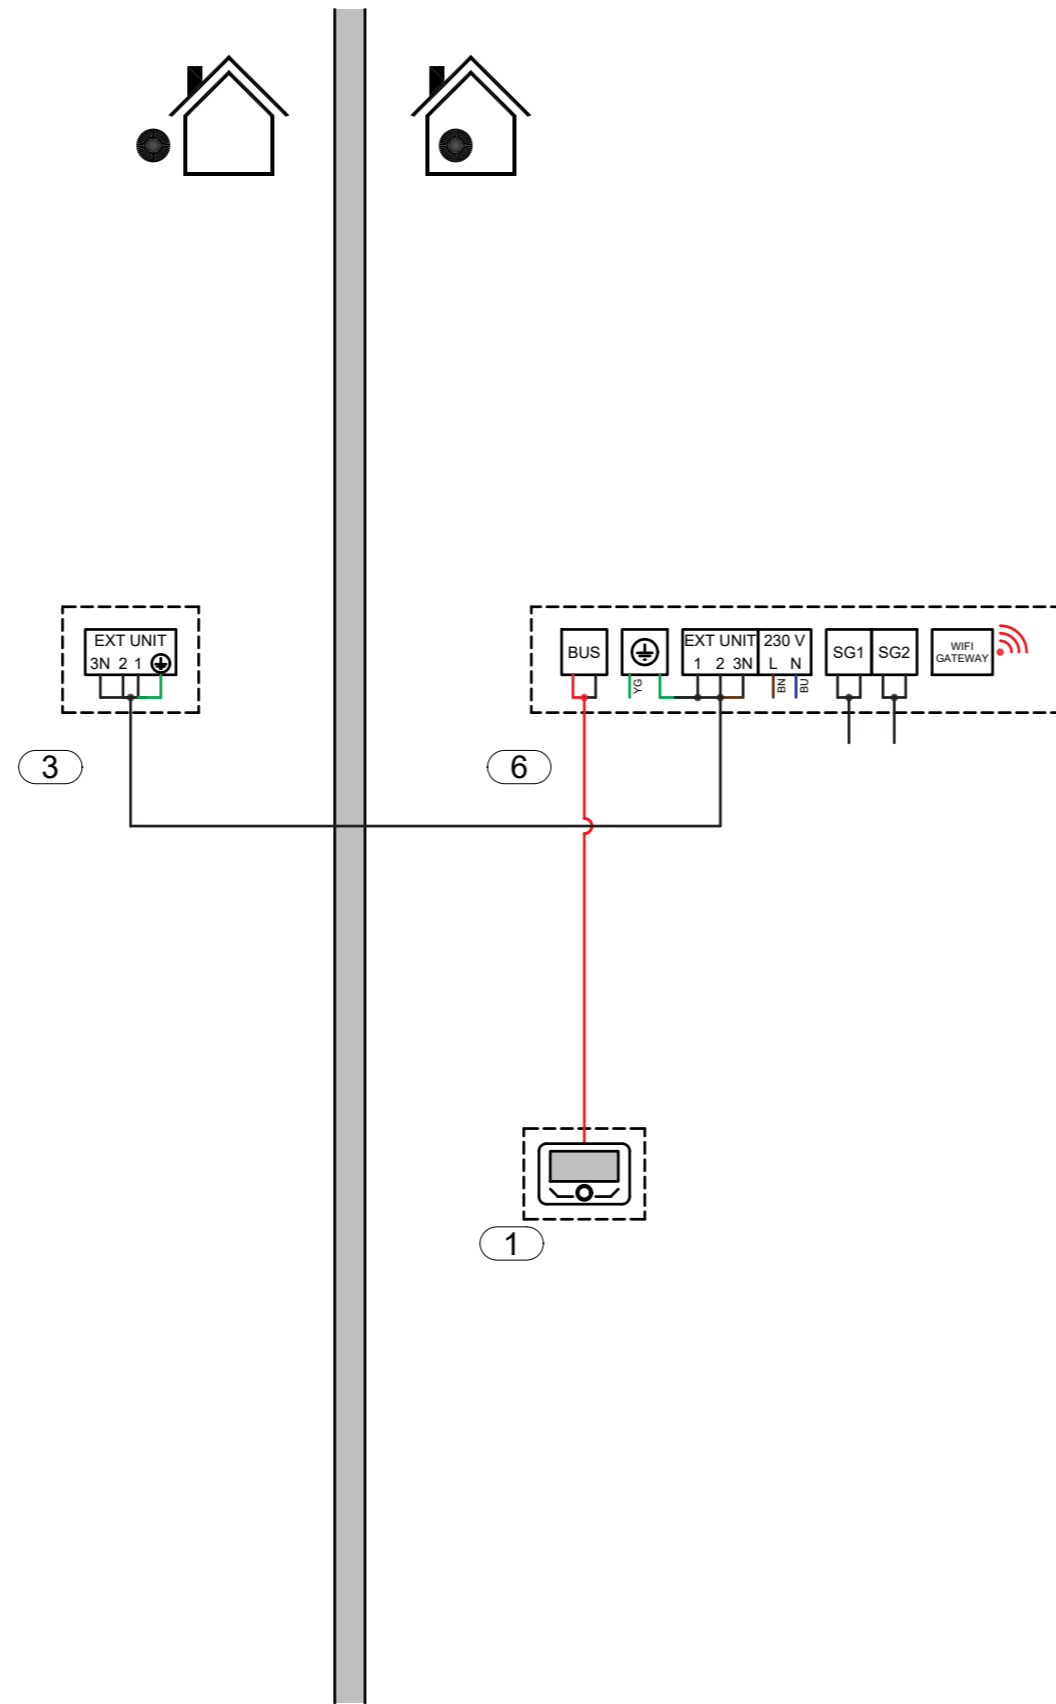 EXT UNIT
3N 2 1
3
BUS
EXT UNIT
1 2 3N
230 V
L N
YG
BN
BU
SG1
SG2
WIFI
GATEWAY
6
1